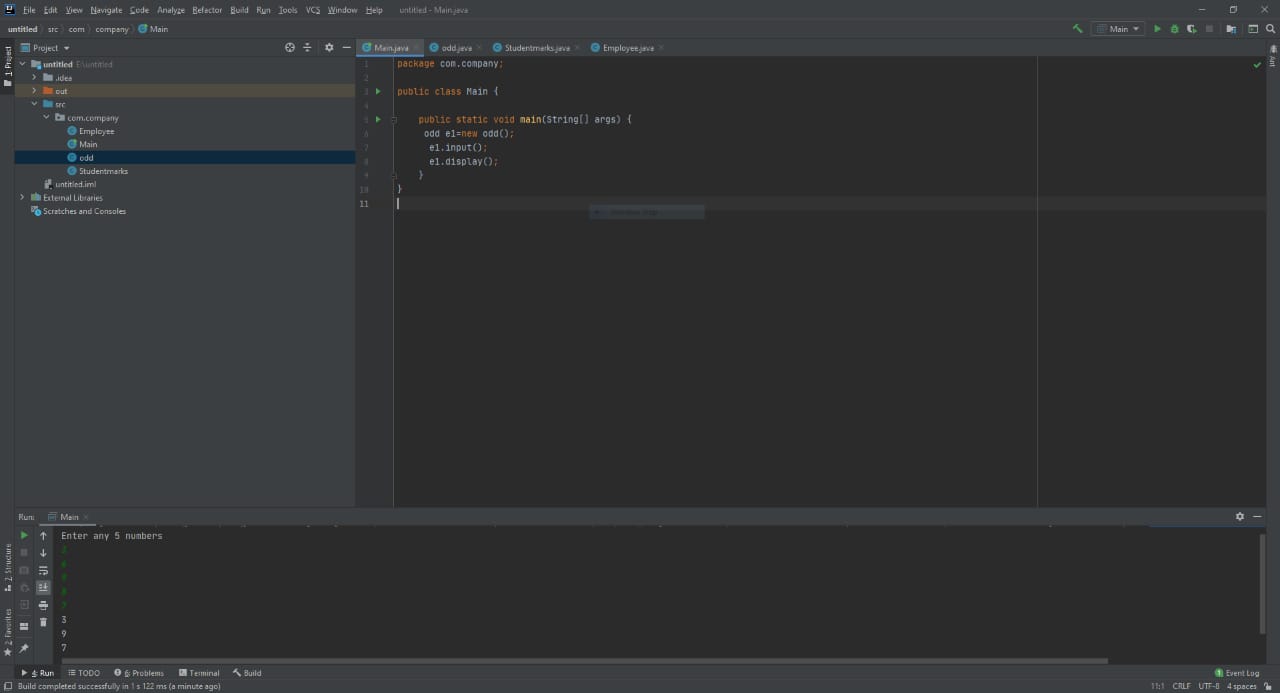 File Edit View Navigate Code Analyze Refactor Build Run Tools VCS Window Help untitled - Main.java
untitled src com company Main
Main
Project
Main.java odd.java Studentmarks.java Employee.java
1: Project
Ant
untitled E:\untitled
.idea
out
src
com.company
Employee
Main
odd
Studentmarks
untitled.iml
External Libraries
Scratches and Consoles
1 package com.company;
2
3 public class Main {
4
5 public static void main(String[] args) {
6 odd e1=new odd();
7 e1.input();
8 e1.display();
9 }
10 }
11
Run: Main
Enter any 5 numbers
3
9
7
Z: Structure
2: Favorites
4: Run TODO 6: Problems Terminal Build
1 Event Log
Build completed successfully in 1 s 122 ms (a minute ago)
11:1 CRLF UTF-8 4 spaces